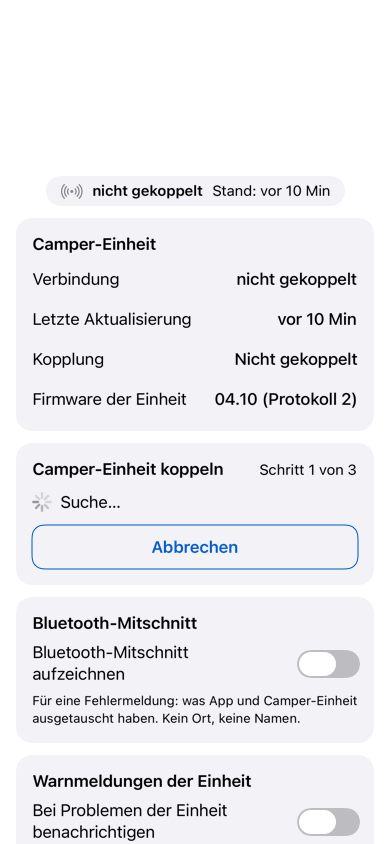 nicht gekoppelt Stand: vor 10 Min
Camper-Einheit
Verbindung nicht gekoppelt
Letzte Aktualisierung vor 10 Min
Kopplung Nicht gekoppelt
Firmware der Einheit 04.10 (Protokoll 2)
Camper-Einheit koppeln Schritt 1 von 3
Suche...
Abbrechen
Bluetooth-Mitschnitt
Bluetooth-Mitschnitt
aufzeichnen
Für eine Fehlermeldung: was App und Camper-Einheit
ausgetauscht haben. Kein Ort, keine Namen.
Warnmeldungen der Einheit
Bei Problemen der Einheit
benachrichtigen